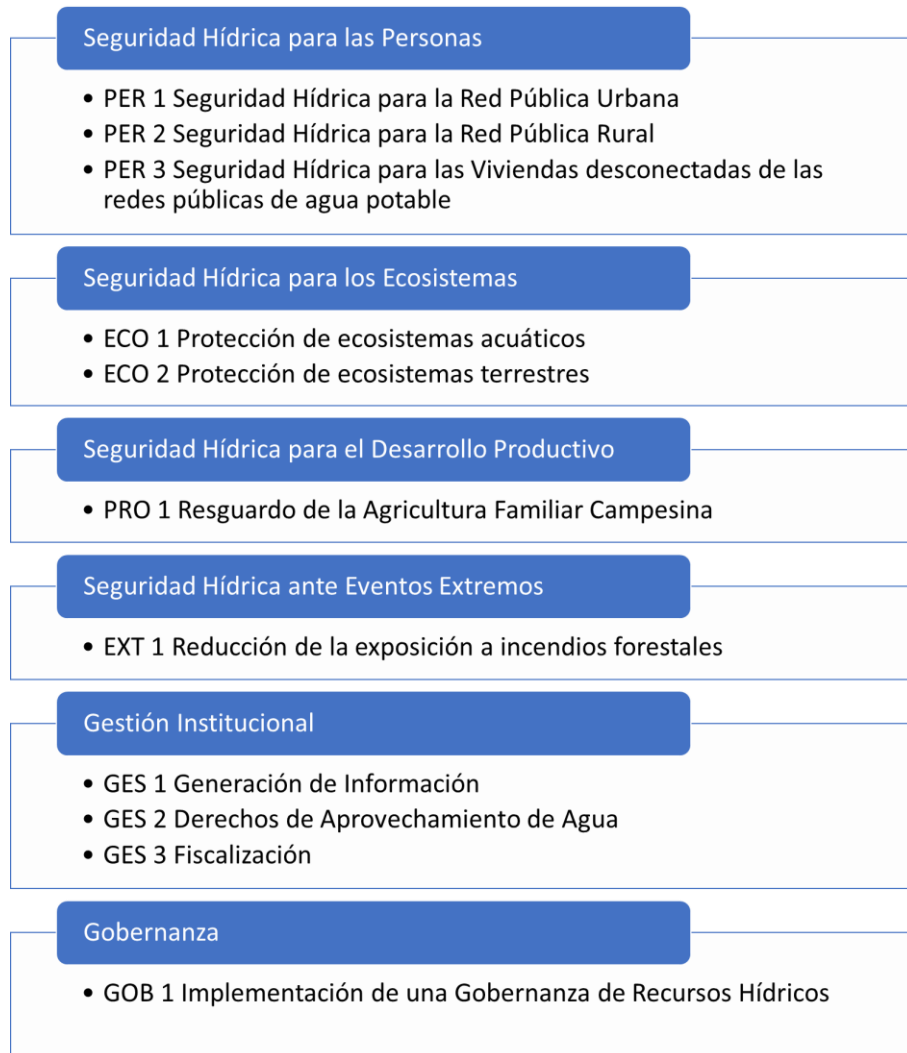 Seguridad Hídrica para las Personas
• PER 1 Seguridad Hídrica para la Red Pública Urbana
• PER 2 Seguridad Hídrica para la Red Pública Rural
• PER 3 Seguridad Hídrica para las Viviendas desconectadas de las
redes públicas de agua potable
Seguridad Hídrica para los Ecosistemas
• ECO 1 Protección de ecosistemas acuáticos
• ECO 2 Protección de ecosistemas terrestres
Seguridad Hídrica para el Desarrollo Productivo
• PRO 1 Resguardo de la Agricultura Familiar Campesina
Seguridad Hídrica ante Eventos Extremos
• EXT 1 Reducción de la exposición a incendios forestales
Gestión Institucional
• GES 1 Generación de Información
• GES 2 Derechos de Aprovechamiento de Agua
• GES 3 Fiscalización
Gobernanza
• GOB 1 Implementación de una Gobernanza de Recursos Hídricos